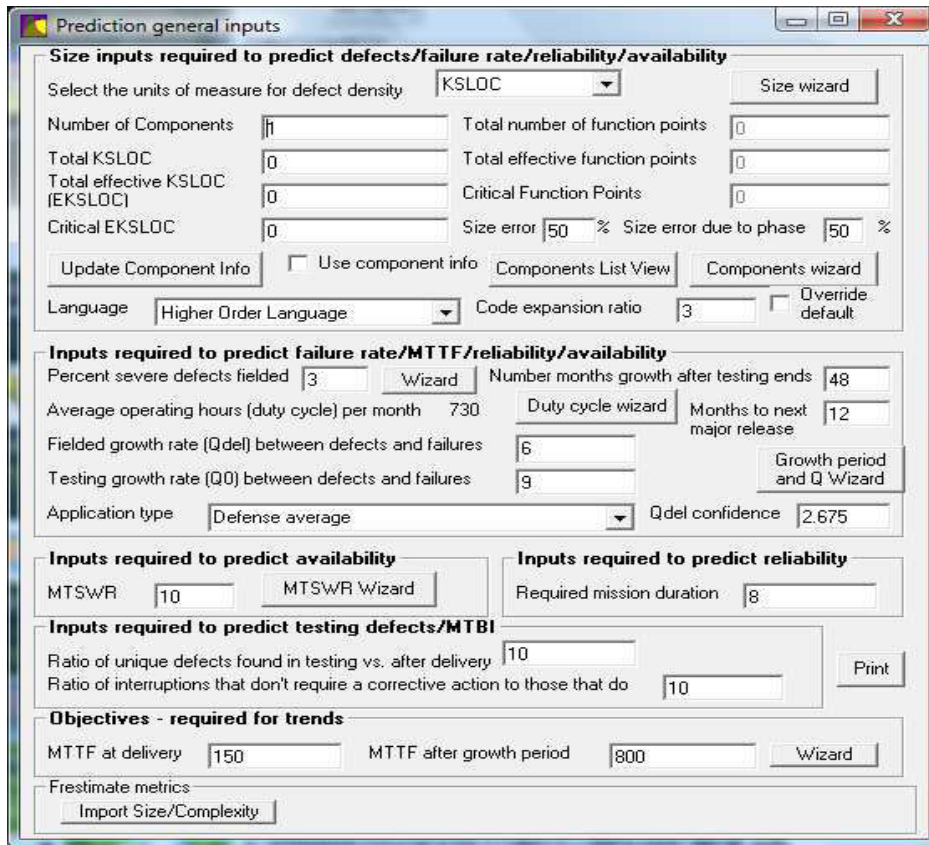 Prediction general inputs
Size inputs required to predict defects/failure rate/reliability/availability
Select the units of measure for defect density KSLOC Size wizard
Number of Components 1 Total number of function points 0
Total KSLOC 0 Total effective function points 0
Total effective KSLOC (EKSLOC) 0 Critical Function Points 0
Critical EKSLOC 0 Size error 50 % Size error due to phase 50 %
Update Component Info Use component info Components List View Components wizard
Language Higher Order Language Code expansion ratio 3 Override default
Inputs required to predict failure rate/MTTF/reliability/availability
Percent severe defects fielded 3 Wizard Number months growth after testing ends 48
Average operating hours (duty cycle) per month 730 Duty cycle wizard Months to next major release 12
Fielded growth rate (Qdel) between defects and failures 6
Testing growth rate (Q0) between defects and failures 9 Growth period and Q Wizard
Application type Defense average Qdel confidence 2.675
Inputs required to predict availability
MTSWR 10 MTSWR Wizard
Inputs required to predict reliability
Required mission duration 8
Inputs required to predict testing defects/MTBI
Ratio of unique defects found in testing vs. after delivery 10
Ratio of interruptions that don't require a corrective action to those that do 10
Print
Objectives - required for trends
MTTF at delivery 150 MTTF after growth period 800 Wizard
Frestimate metrics
Import Size/Complexity